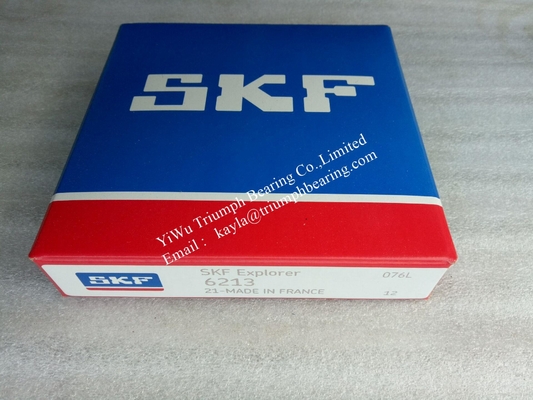 SKF
YiWu Triumph Bearing Co.,Limited
Email : kayla@triumphbearing.com
SKF
SKF Explorer
6213
21-MADE IN FRANCE
076L
12